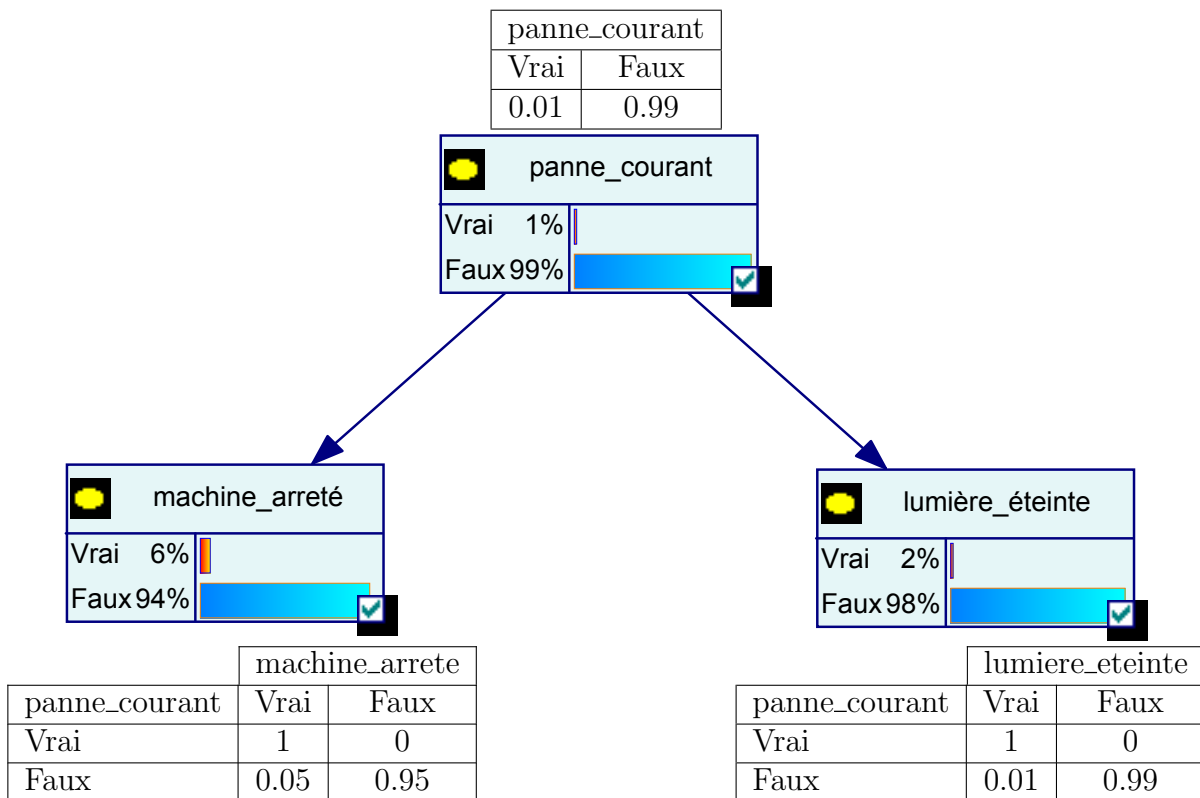 panne_courant
Vrai Faux
0.01 0.99
panne_courant
Vrai 1%
Faux 99%
machine_arreté
Vrai 6%
Faux 94%
lumière_éteinte
Vrai 2%
Faux 98%
machine_arrete
panne_courant Vrai Faux
Vrai 1 0
Faux 0.05 0.95
lumiere_eteinte
panne_courant Vrai Faux
Vrai 1 0
Faux 0.01 0.99